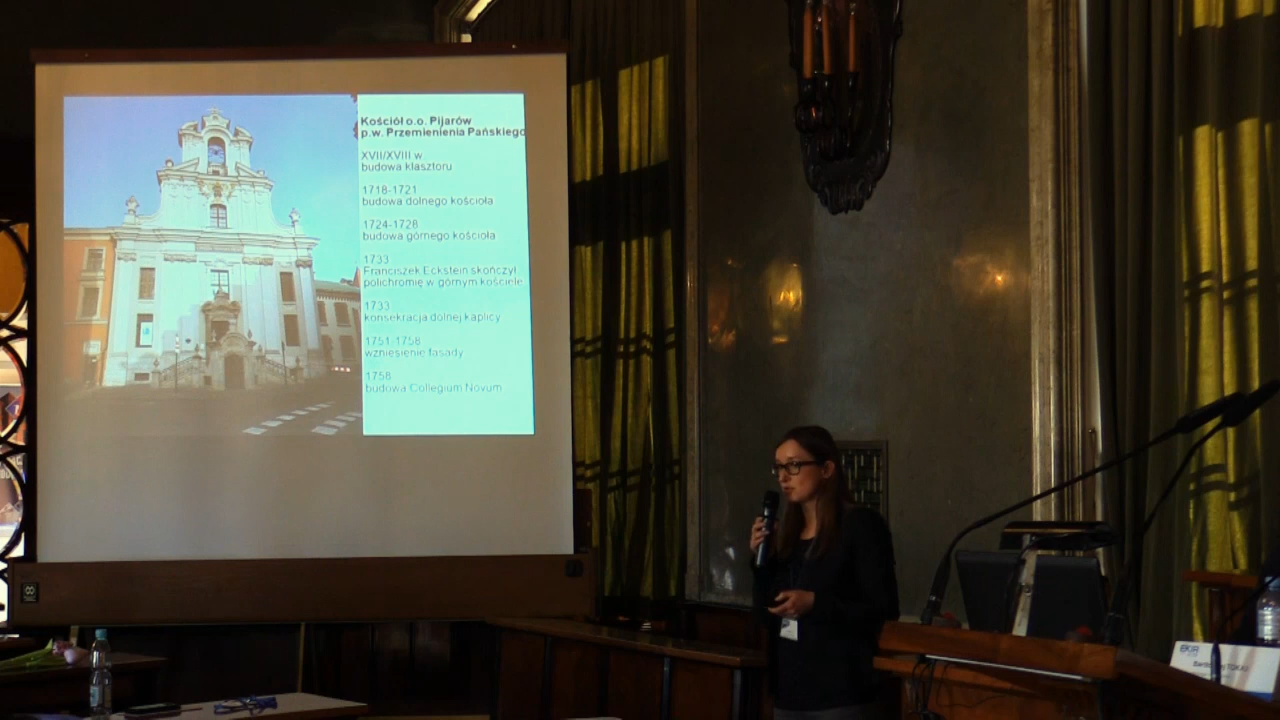 Kościół o.o. Pijarów
p.w. Przemienienia Pańskiego
XVII/XVIII w
budowa klasztoru
1718-1721
budowa dolnego kościoła
1724-1728
budowa górnego kościoła
1733
Franciszek Eckstein skończył
polichromię w górnym kościele
1733
konsekracja dolnej kaplicy
1751-1758
wzniesienie fasady
1758
budowa Collegium Novum